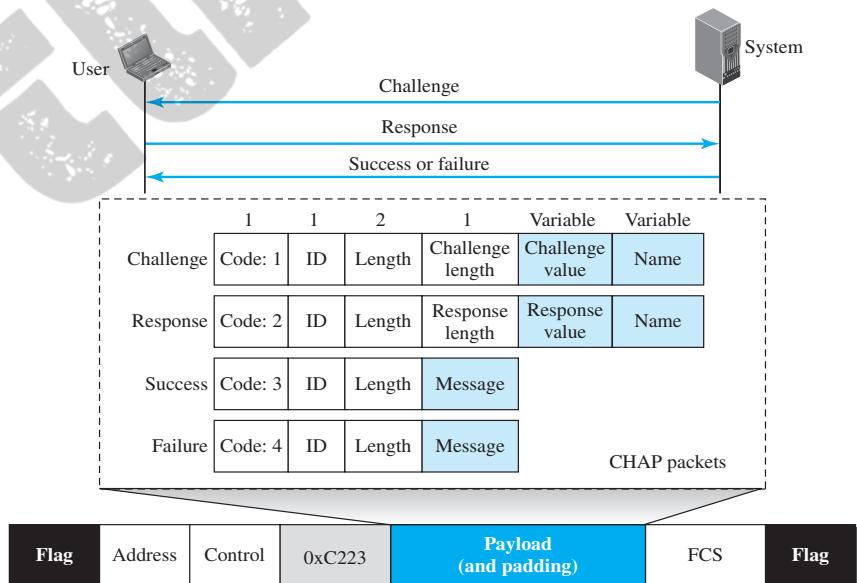 User
System
Challenge
Response
Success or failure
1 1 2 1 Variable Variable
Challenge Code: 1 ID Length Challenge length Challenge value Name
Response Code: 2 ID Length Response length Response value Name
Success Code: 3 ID Length Message
Failure Code: 4 ID Length Message
CHAP packets
Flag Address Control 0xC223 Payload (and padding) FCS Flag